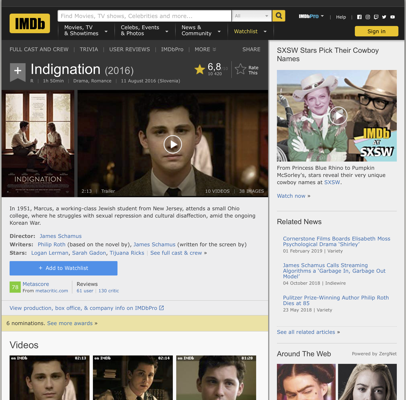 IMDb
Find Movies, TV shows, Celebrities and more...
All
IMDbPro
Help
Movies, TV
& Showtimes
Celebs, Events
& Photos
News &
Community
Watchlist
Sign in
FULL CAST AND CREW | TRIVIA | USER REVIEWS | IMDbPro | MORE
SHARE
Indignation (2016)
6,8
Rate
This
R | 1h 50min | Drama, Romance | 11 August 2016 (Slovenia)
INDIGNATION
2:13 | Trailer
10 VIDEOS | 36 IMAGES
In 1951, Marcus, a working-class Jewish student from New Jersey, attends a small Ohio
college, where he struggles with sexual repression and cultural disaffection, amid the ongoing
Korean War.
Director: James Schamus
Writers: Philip Roth (based on the novel by), James Schamus (written for the screen by)
Stars: Logan Lerman, Sarah Gadon, Tijuana Ricks | See full cast & crew »
+ Add to Watchlist
78
Metascore
From metacritic.com
Reviews
61 user | 130 critic
View production, box office, & company info on IMDbPro
6 nominations. See more awards »
Videos
SXSW Stars Pick Their Cowboy
Names
IMDb
AT
SXSW
From Princess Blue Rhino to Pumpkin
McSorley's, stars reveal their very
unique cowboy names at SXSW.
Watch now »
Related News
Cornerstone Films Boards Elisabeth Moss
Psychological Drama 'Shirley'
01 February 2019 | Variety
James Schamus Calls Streaming
Algorithms a 'Garbage In, Garbage Out
Model'
04 October 2018 | Indiewire
Pulitzer Prize-Winning Author Philip Roth
Dies at 85
23 May 2018 | Variety
See all related articles »
Around The Web
Powered by ZergNet